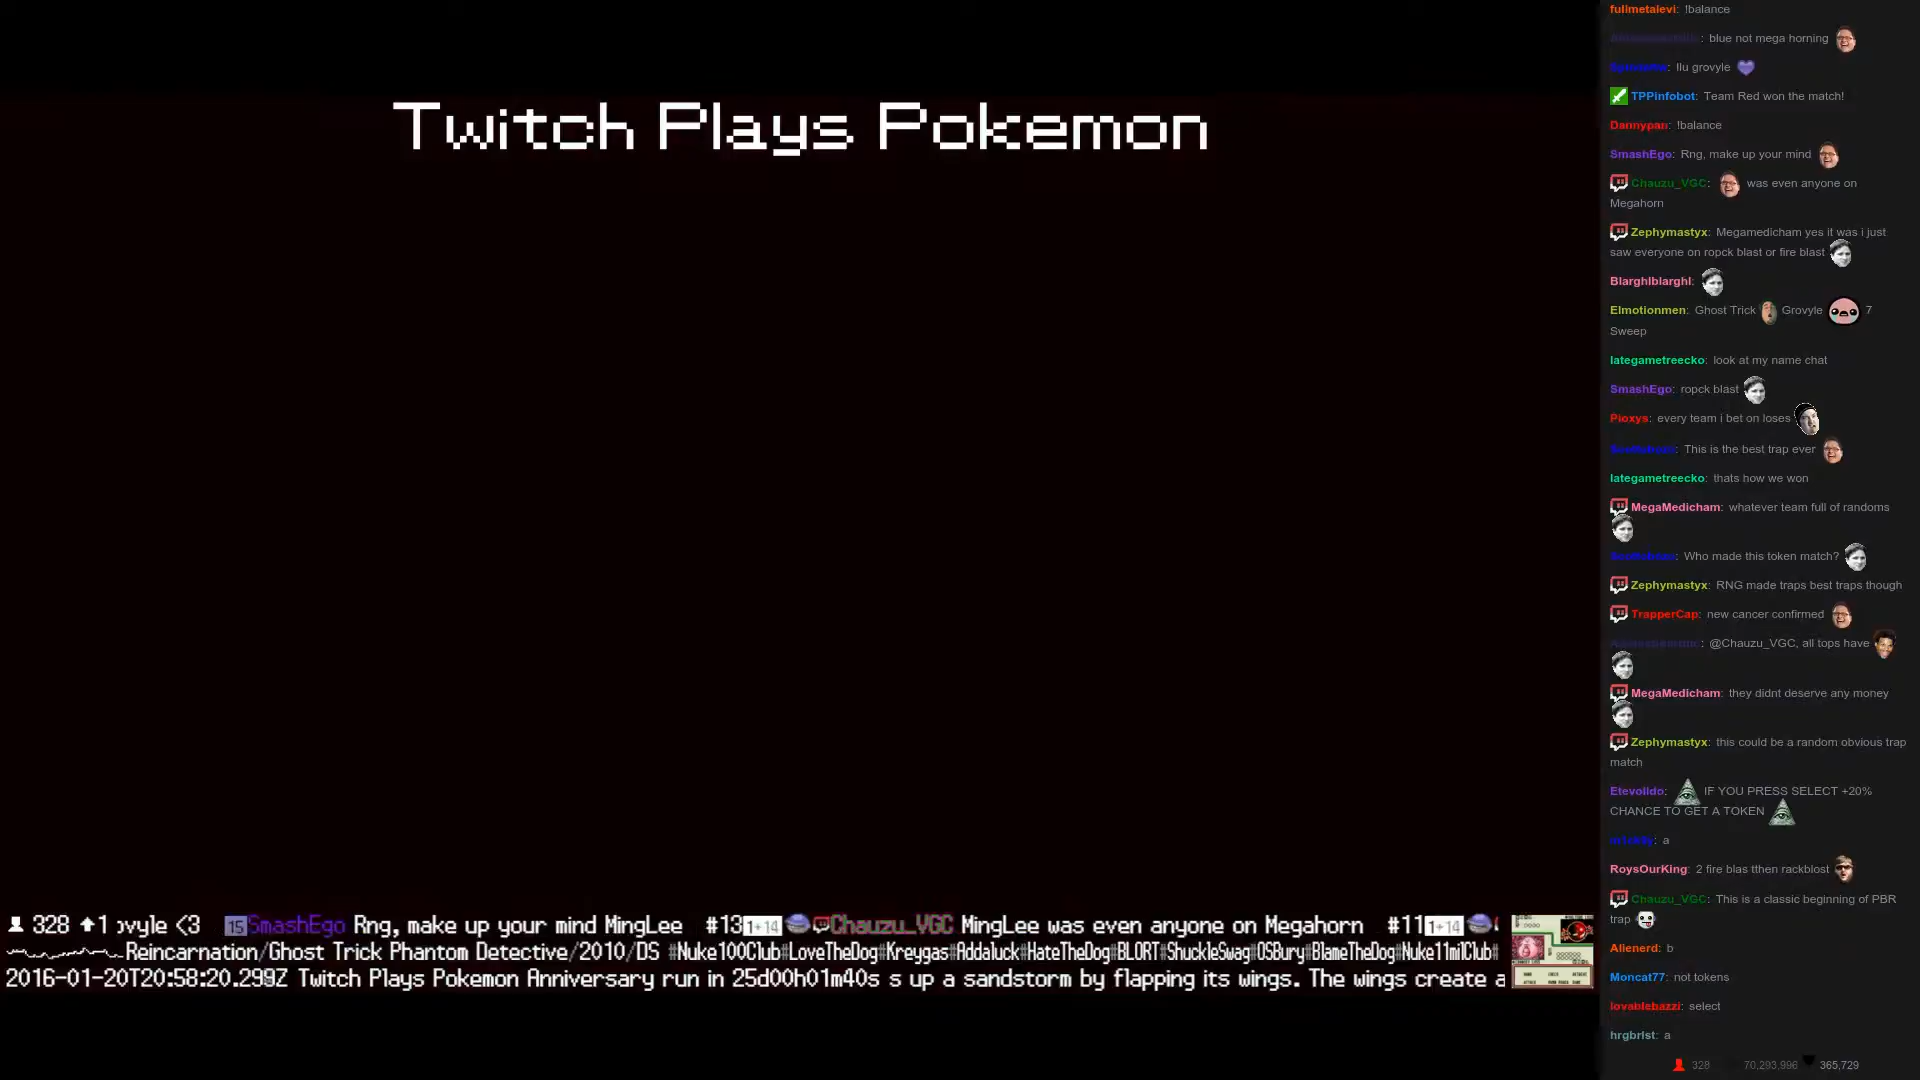 Twitch Plays Pokemon
328 1 ovyle <3 15 SmashEgo Rng, make up your mind MingLee #13 1+14 Chauzu_VGC MingLee was even anyone on Megahorn #11 1+14
Reincarnation/Ghost Trick Phantom Detective/2010/DS #Nuke100Club#LoveTheDog#Kreygas#Addaluck#HateTheDog#BLORT#ShuckleSwag#OSBury#BlameTheDog#Nuke11milClub#
2016-01-20T20:58:20.299Z Twitch Plays Pokemon Anniversary run in 25d00h01m40s s up a sandstorm by flapping its wings. The wings create a
fullmetalevi: !balance
: blue not mega horning
: !lu grovyle
TPPinfobot: Team Red won the match!
Dannypan: !balance
SmashEgo: Rng, make up your mind
Chauzu_VGC: was even anyone on
Megahorn
Zephymastyx: Megamedicham yes it was i just
saw everyone on ropck blast or fire blast
Blarghlblarghl:
Elmotionmen: Ghost Trick Grovyle 7
Sweep
lategametreecko: look at my name chat
SmashEgo: ropck blast
Pioxys: every team i bet on loses
: This is the best trap ever
lategametreecko: thats how we won
MegaMedicham: whatever team full of randoms
: Who made this token match?
Zephymastyx: RNG made traps best traps though
TrapperCap: new cancer confirmed
: @Chauzu_VGC, all tops have
MegaMedicham: they didnt deserve any money
Zephymastyx: this could be a random obvious trap
match
Etevoildo: IF YOU PRESS SELECT +20%
CHANCE TO GET A TOKEN
: a
RoysOurKing: 2 fire blas tthen rackblost
Chauzu_VGC: This is a classic beginning of PBR
trap
Allenerd: b
Moncat77: not tokens
lovablebazzi: select
hrgbrist: a
328 70,293,996 365,729